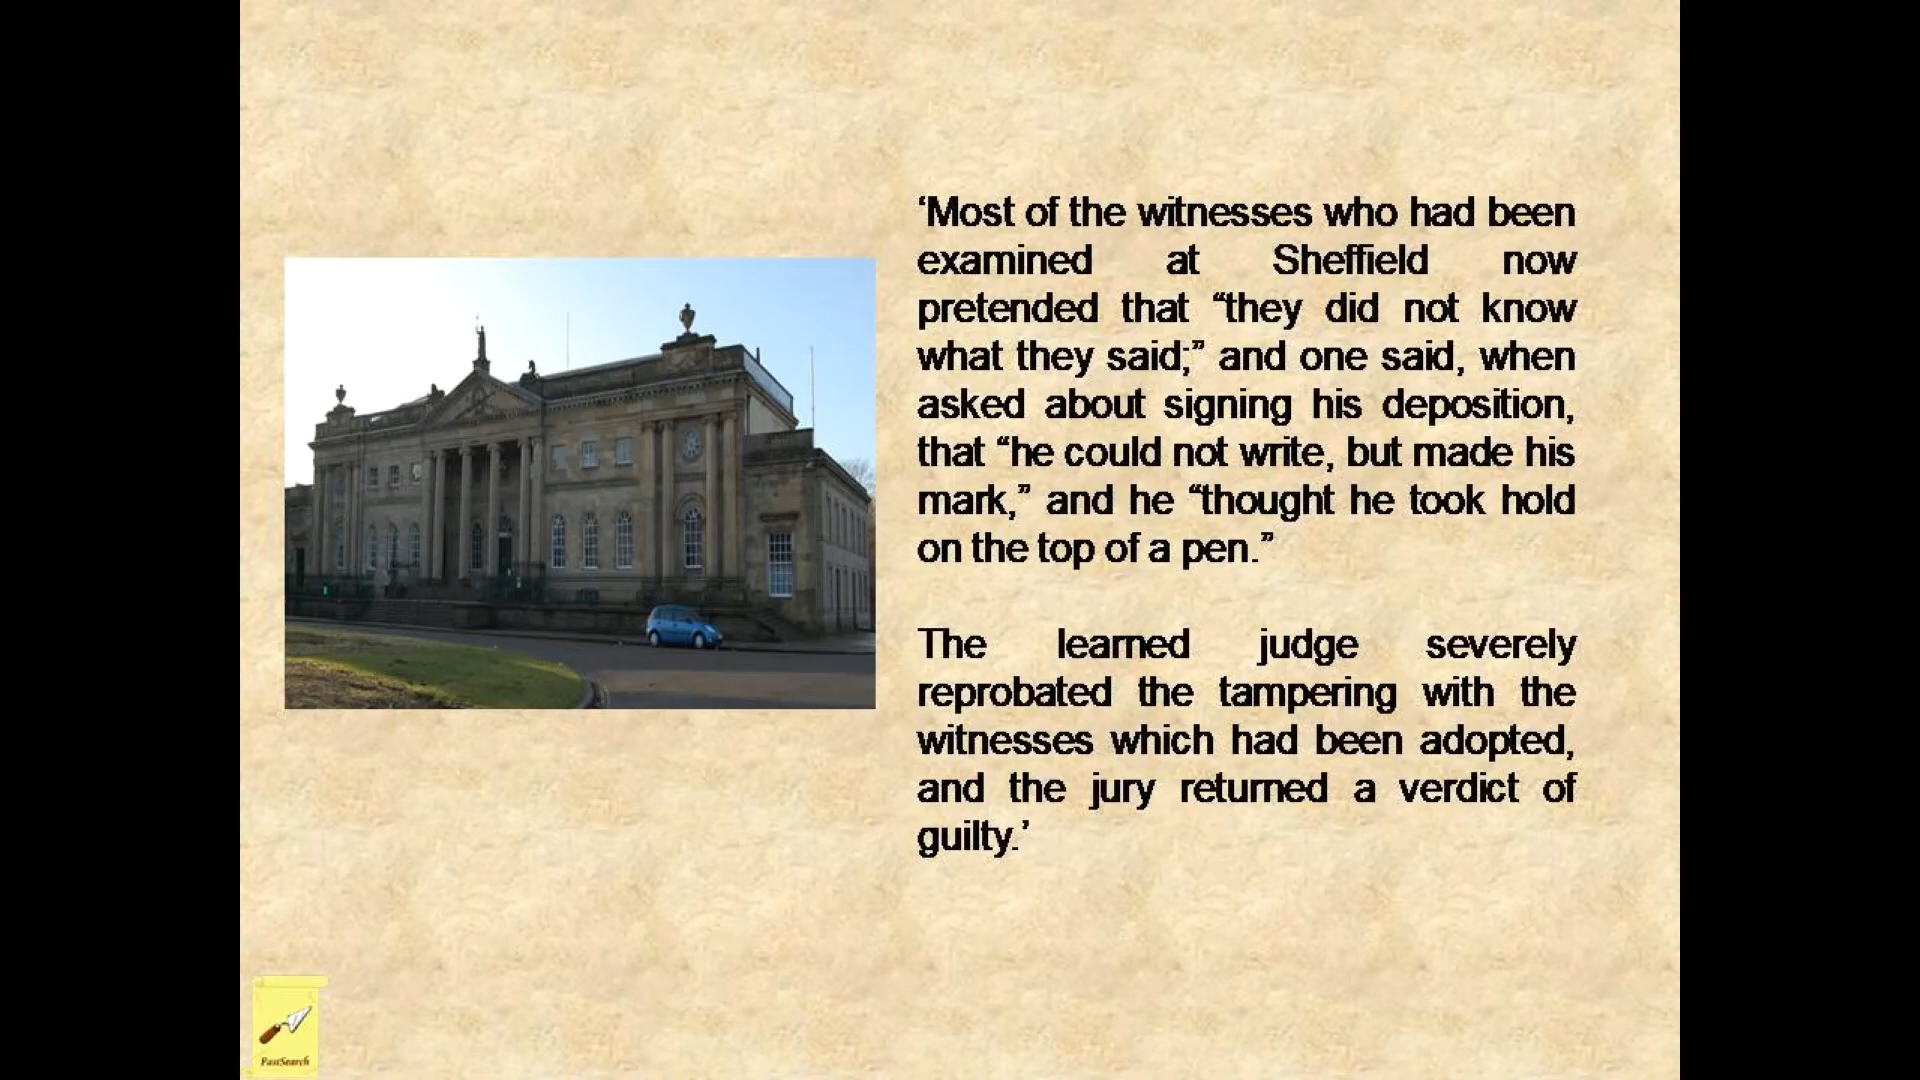 ‘Most of the witnesses who had been
examined at Sheffield now
pretended that “they did not know
what they said;” and one said, when
asked about signing his deposition,
that “he could not write, but made his
mark,” and he “thought he took hold
on the top of a pen.”
The learned judge severely
reprobated the tampering with the
witnesses which had been adopted,
and the jury returned a verdict of
guilty.’
PastSearch